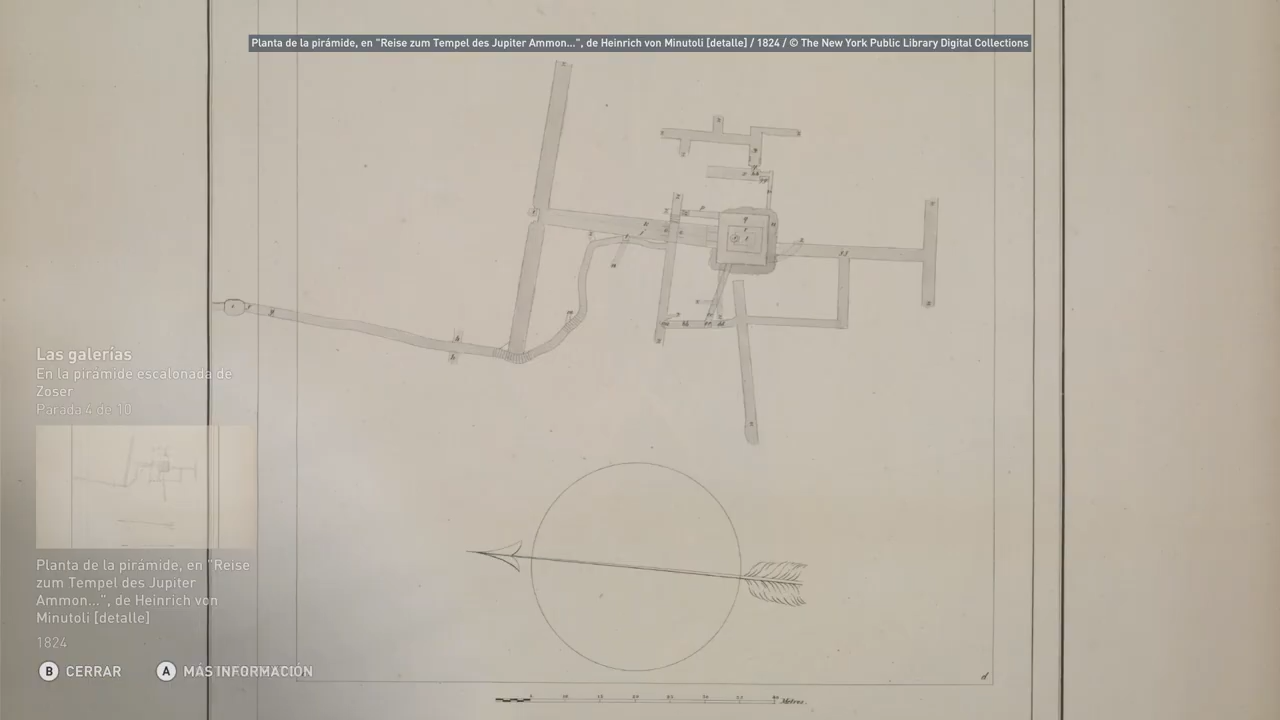 Planta de la pirámide, en "Reise zum Tempel des Jupiter Ammon...", de Heinrich von Minutoli [detalle] / 1824 / © The New York Public Library Digital Collections
Las galerías
En la pirámide escalonada de
Zoser
Parada 4 de 10
Planta de la pirámide, en "Reise
zum Tempel des Jupiter
Ammon...", de Heinrich von
Minutoli [detalle]
1824
B CERRAR A MÁS INFORMACIÓN
d
Mètres.